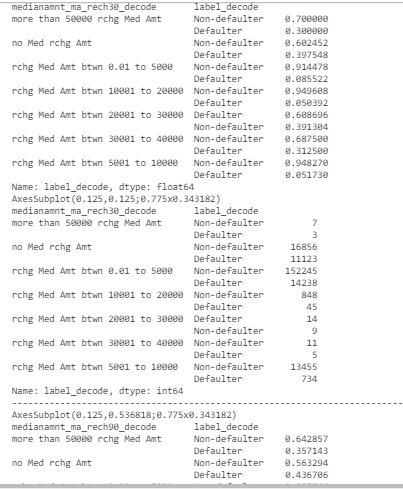 medianamnt_ma_rech30_decode label_decode
more than 50000 rchg Med Amt Non-defaulter 0.700000
Defaulter 0.300000
no Med rchg Amt Non-defaulter 0.602452
Defaulter 0.397548
rchg Med Amt btwn 0.01 to 5000 Non-defaulter 0.914478
Defaulter 0.085522
rchg Med Amt btwn 10001 to 20000 Non-defaulter 0.949608
Defaulter 0.050392
rchg Med Amt btwn 20001 to 30000 Defaulter 0.608696
Non-defaulter 0.391304
rchg Med Amt btwn 30001 to 40000 Non-defaulter 0.687500
Defaulter 0.312500
rchg Med Amt btwn 5001 to 10000 Non-defaulter 0.948270
Defaulter 0.051730
Name: label_decode, dtype: float64
AxesSubplot(0.125,0.125;0.775x0.343182)
medianamnt_ma_rech30_decode label_decode
more than 50000 rchg Med Amt Non-defaulter 7
Defaulter 3
no Med rchg Amt Non-defaulter 16856
Defaulter 11123
rchg Med Amt btwn 0.01 to 5000 Non-defaulter 152245
Defaulter 14238
rchg Med Amt btwn 10001 to 20000 Non-defaulter 848
Defaulter 45
rchg Med Amt btwn 20001 to 30000 Defaulter 14
Non-defaulter 9
rchg Med Amt btwn 30001 to 40000 Non-defaulter 11
Defaulter 5
rchg Med Amt btwn 5001 to 10000 Non-defaulter 13455
Defaulter 734
Name: label_decode, dtype: int64
AxesSubplot(0.125,0.536818;0.775x0.343182)
medianamnt_ma_rech90_decode label_decode
more than 50000 rchg Med Amt Non-defaulter 0.642857
Defaulter 0.357143
no Med rchg Amt Non-defaulter 0.563294
Defaulter 0.436706